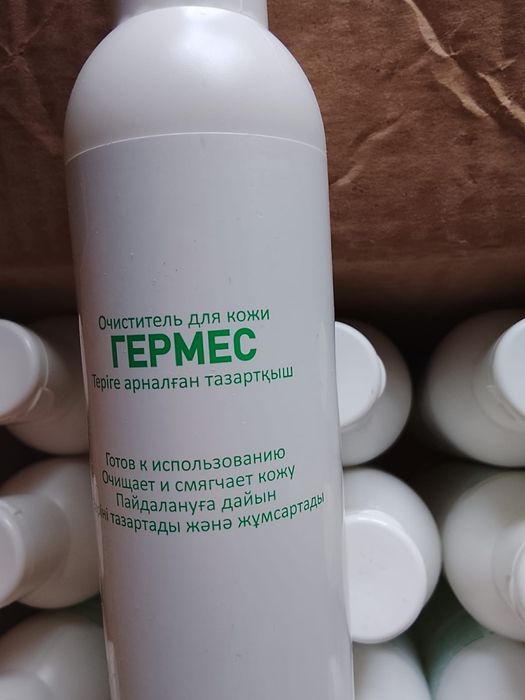 Очиститель для кожи
ГЕРМЕС
Теріге арналған тазартқыш
Готов к использованию
Очищает и смягчает кожу
Пайдалануға дайын
тазартады және жұмсартады